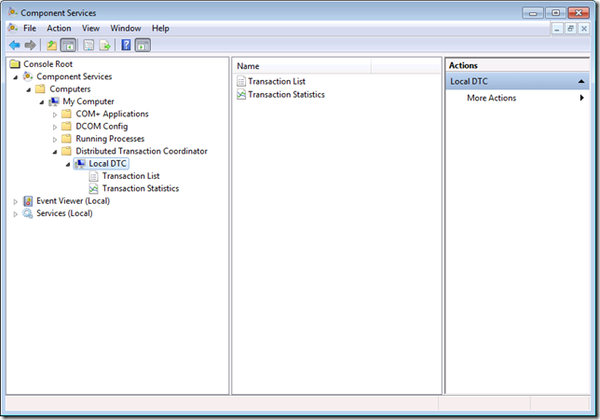 Component Services
File Action View Window Help
Console Root
Component Services
Computers
My Computer
COM+ Applications
DCOM Config
Running Processes
Distributed Transaction Coordinator
Local DTC
Transaction List
Transaction Statistics
Event Viewer (Local)
Services (Local)
Name
Transaction List
Transaction Statistics
Actions
Local DTC
More Actions